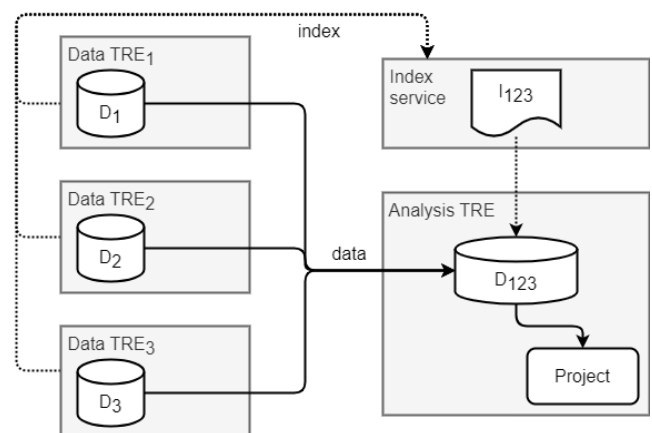 index
Data TRE1
D1
Index
service
I123
Data TRE2
D2
Analysis TRE
data
D123
Data TRE3
D3
Project